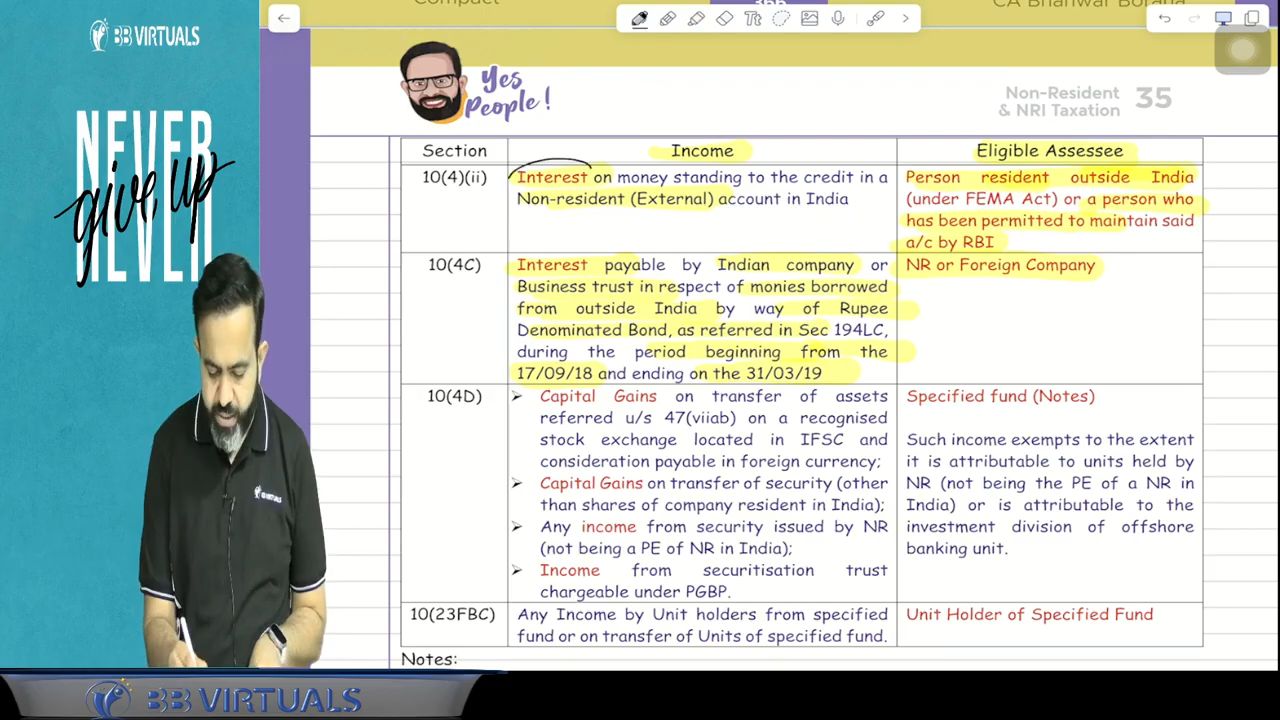 BB VIRTUALS
NEVER
give up
NEVER
Compact
366
CA Bhanwar Borana
Yes
People !
Non-Resident
& NRI Taxation
35
Section Income Eligible Assessee
10(4)(ii) Interest on money standing to the credit in a Person resident outside India
Non-resident (External) account in India (under FEMA Act) or a person who
has been permitted to maintain said
a/c by RBI
10(4C) Interest payable by Indian company or NR or Foreign Company
Business trust in respect of monies borrowed
from outside India by way of Rupee
Denominated Bond, as referred in Sec 194LC,
during the period beginning from the
17/09/18 and ending on the 31/03/19
10(4D) ➢ Capital Gains on transfer of assets Specified fund (Notes)
referred u/s 47(viiab) on a recognised
stock exchange located in IFSC and Such income exempts to the extent
consideration payable in foreign currency; it is attributable to units held by
➢ Capital Gains on transfer of security (other NR (not being the PE of a NR in
than shares of company resident in India); India) or is attributable to the
➢ Any income from security issued by NR investment division of offshore
(not being a PE of NR in India); banking unit.
➢ Income from securitisation trust
chargeable under PGBP.
10(23FBC) Any Income by Unit holders from specified Unit Holder of Specified Fund
fund or on transfer of Units of specified fund.
Notes:
BB VIRTUALS
BB VIRTUALS